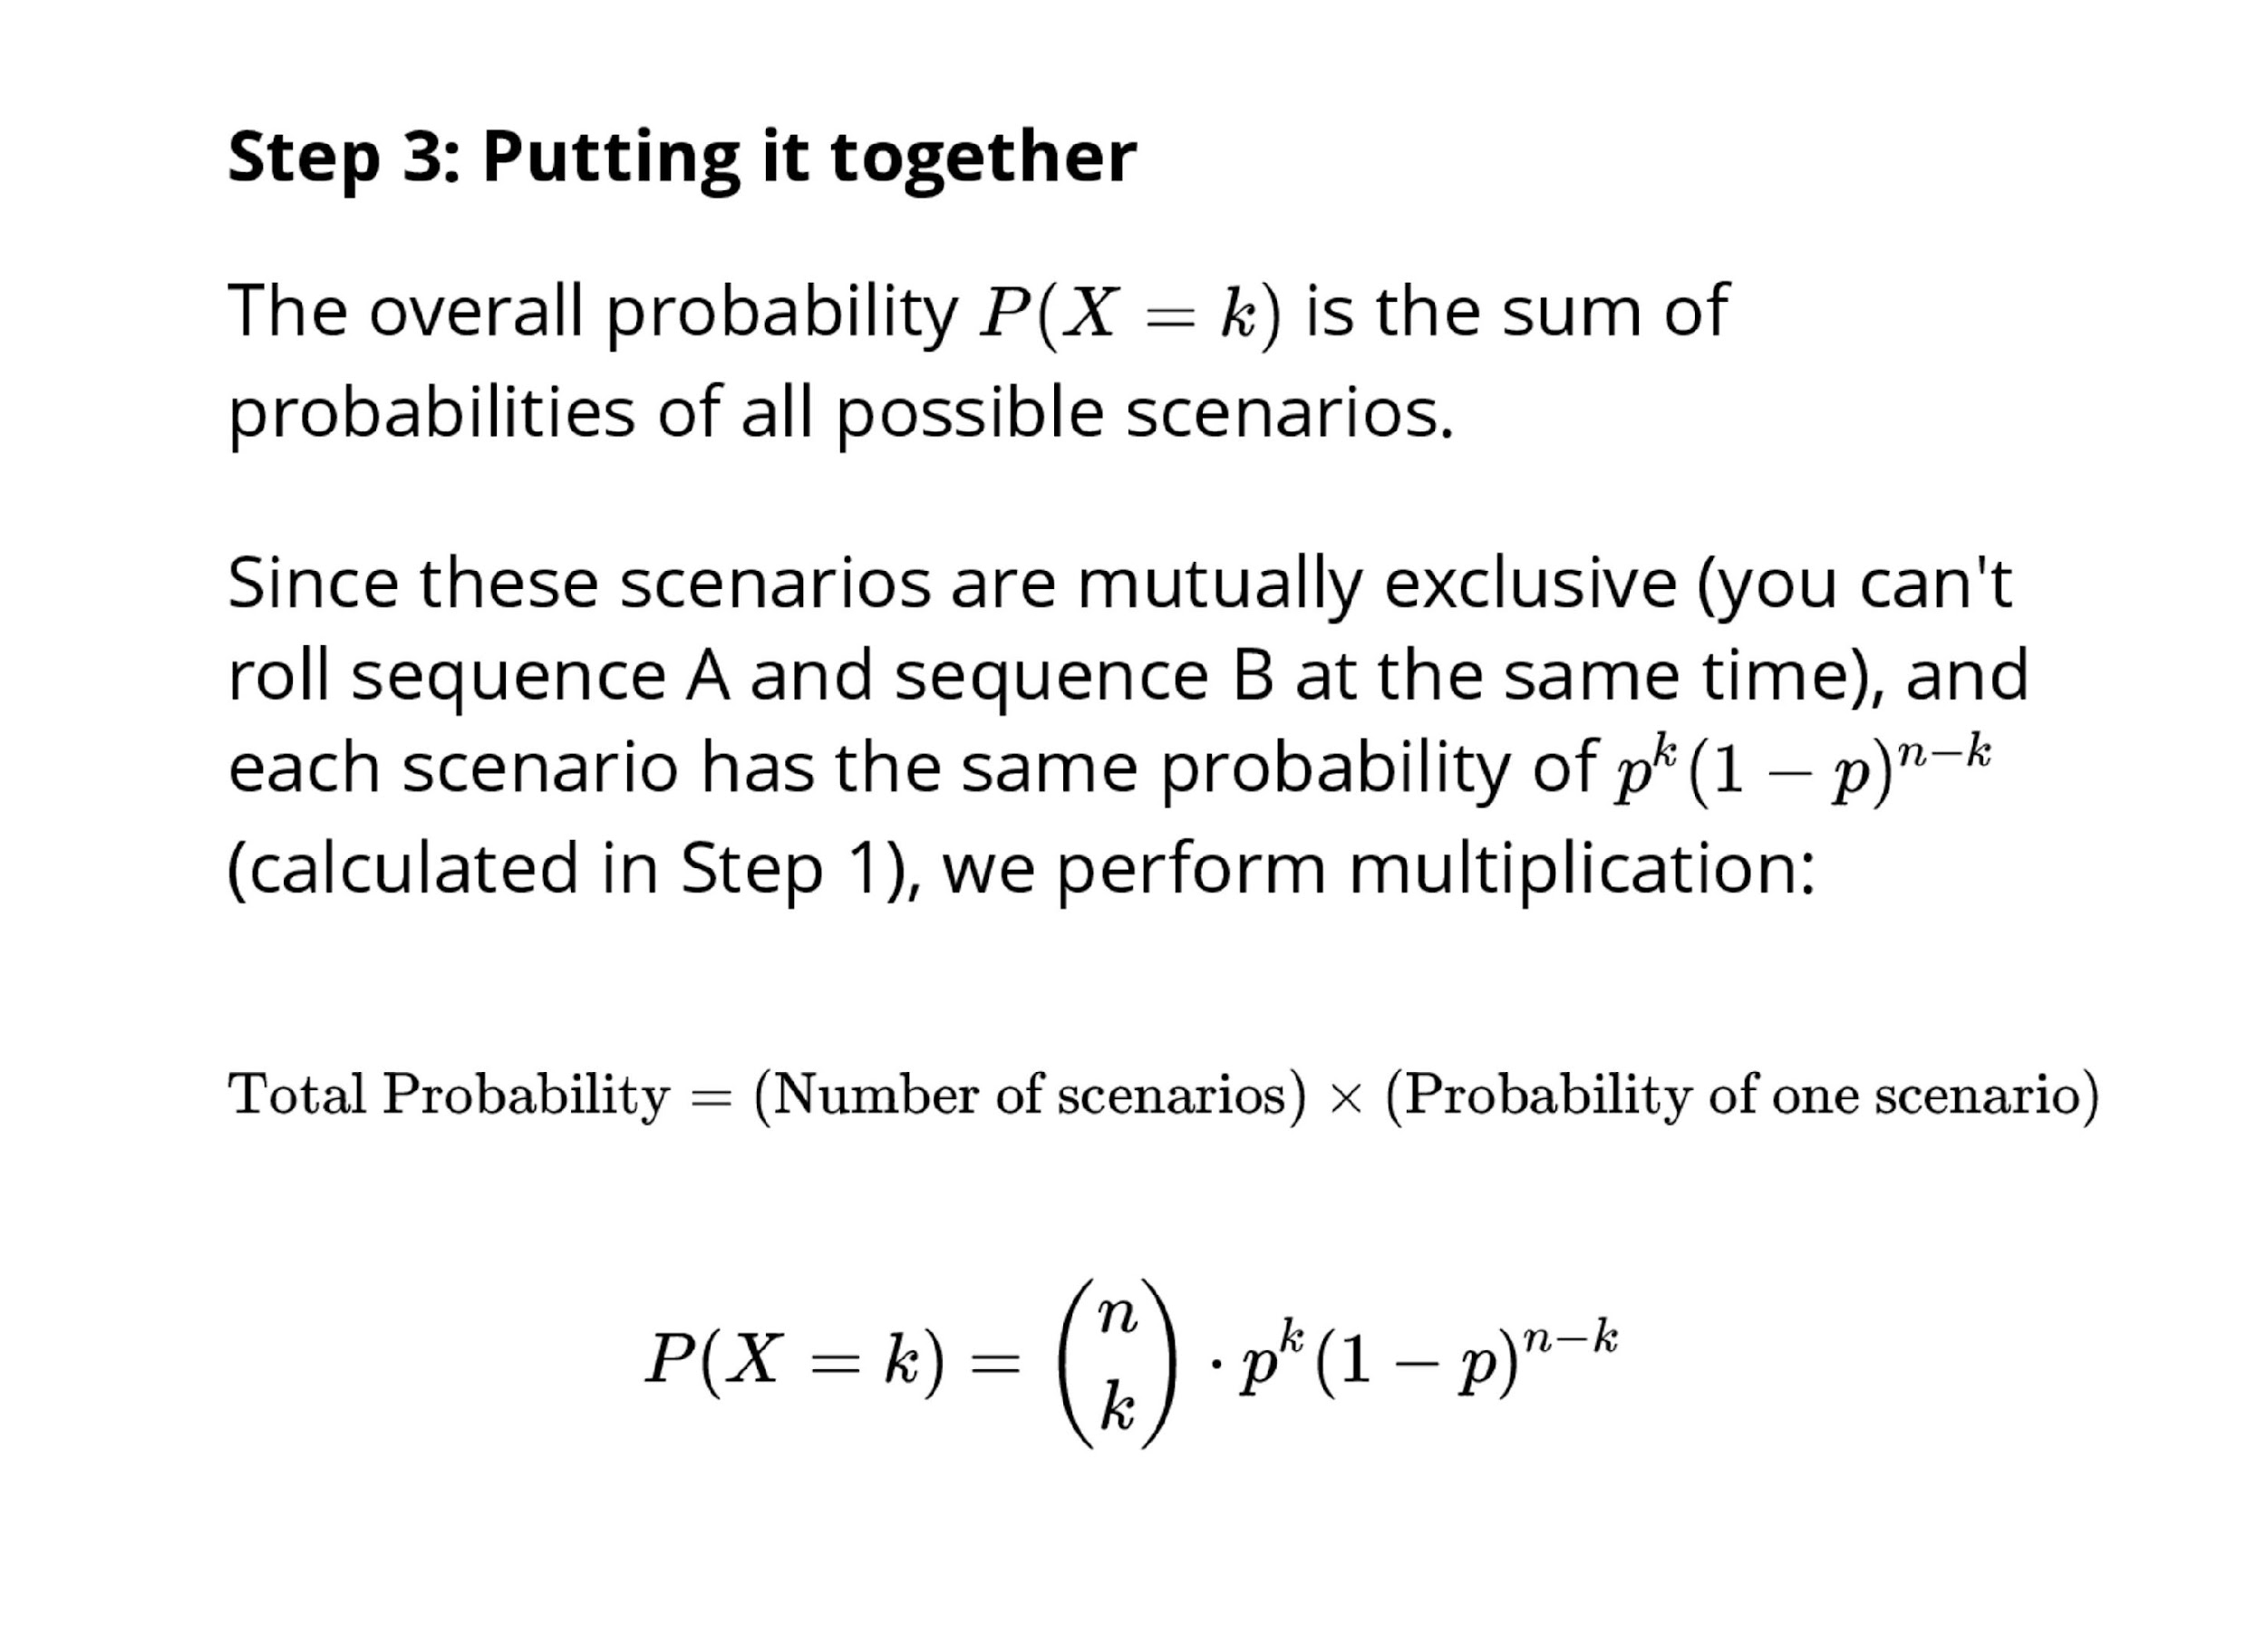 Step 3: Putting it together
The overall probability P(X = k) is the sum of
probabilities of all possible scenarios.
Since these scenarios are mutually exclusive (you can't
roll sequence A and sequence B at the same time), and
each scenario has the same probability of p^k(1 − p)^{n−k}
(calculated in Step 1), we perform multiplication:
Total Probability = (Number of scenarios) × (Probability of one scenario)
P(X = k) = \binom{n}{k} · p^k(1 − p)^{n−k}